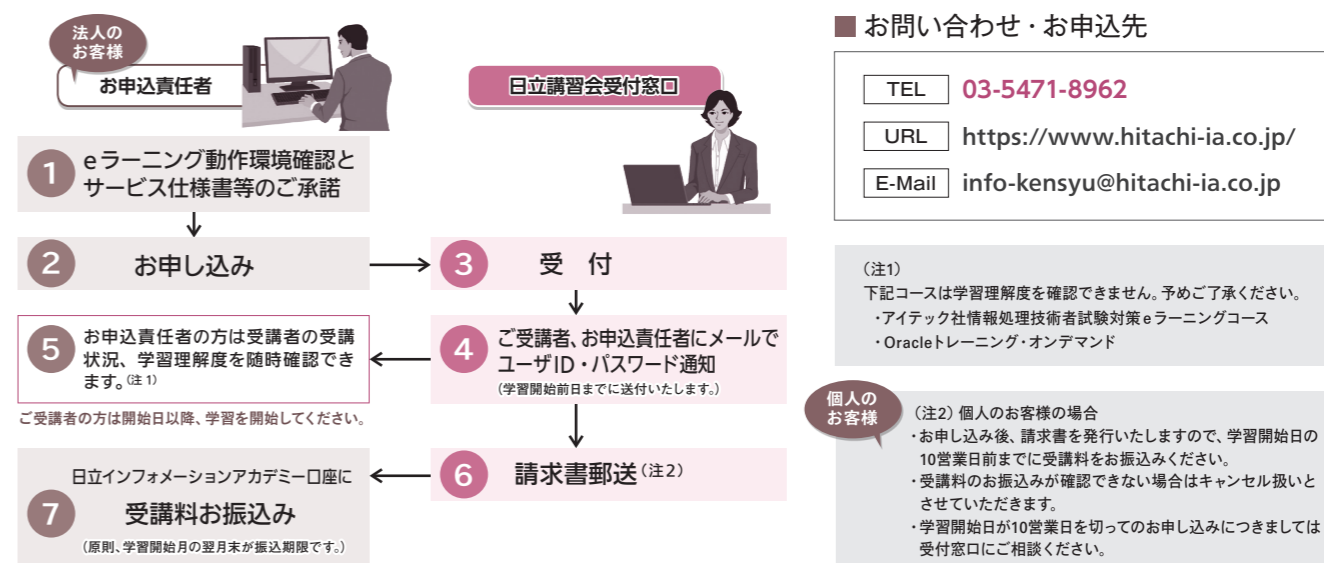 法人の
お客様
お申込責任者
日立講習会受付窓口
1
eラーニング動作環境確認と
サービス仕様書等のご承諾
2
お申し込み
3
受 付
4
ご受講者、お申込責任者にメールで
ユーザID・パスワード通知
(学習開始前日までに送付いたします。)
5
お申込責任者の方は受講者の受講
状況、学習理解度を随時確認でき
ます。(注1)
ご受講者の方は開始日以降、学習を開始してください。
6
請求書郵送(注2)
7
日立インフォメーションアカデミー口座に
受講料お振込み
(原則、学習開始月の翌月末が振込期限です。)
■ お問い合わせ・お申込先
TEL 03-5471-8962
URL https://www.hitachi-ia.co.jp/
E-Mail info-kensyu@hitachi-ia.co.jp
(注1)
下記コースは学習理解度を確認できません。予めご了承ください。
・アイテック社情報処理技術者試験対策eラーニングコース
・Oracleトレーニング・オンデマンド
個人の
お客様
(注2) 個人のお客様の場合
・お申し込み後、請求書を発行いたしますので、学習開始日の
10営業日前までに受講料をお振込みください。
・受講料のお振込みが確認できない場合はキャンセル扱いと
させていただきます。
・学習開始日が10営業日を切ってのお申し込みにつきましては
受付窓口にご相談ください。